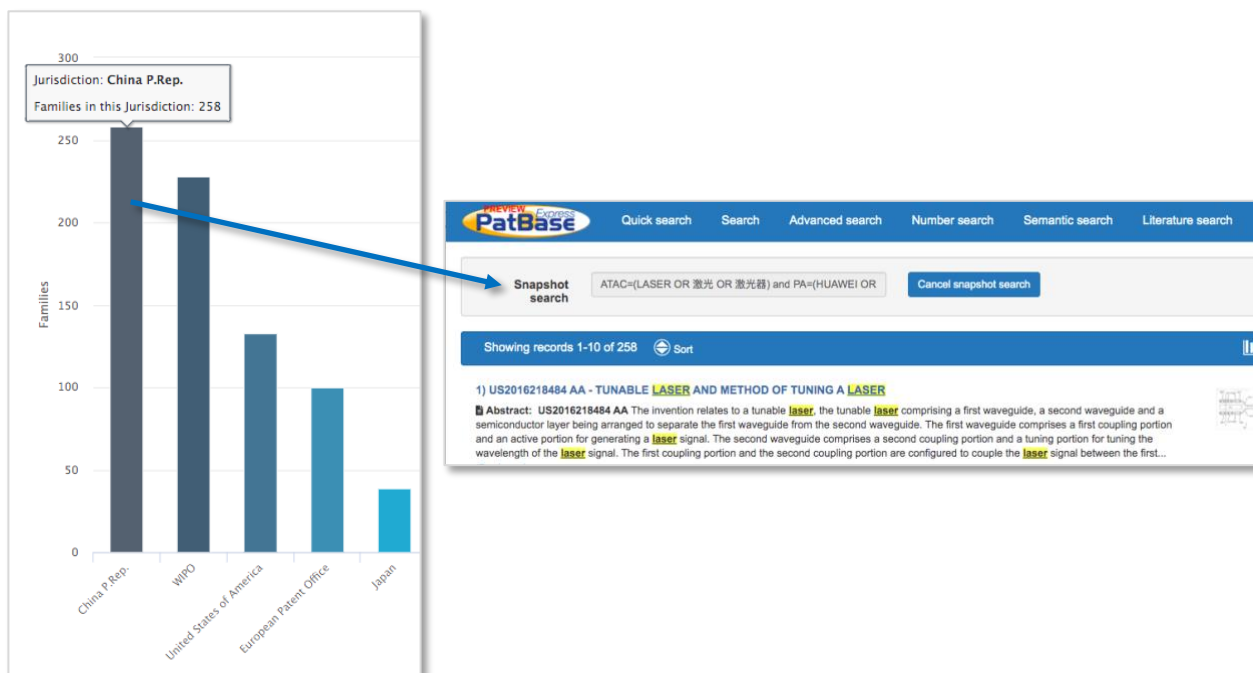 300
Jurisdiction: China P.Rep.
Families in this Jurisdiction: 258
250
200
150
100
50
0
Families
China P.Rep.
WIPO
United States of America
European Patent Office
Japan
PREVIEW
Express
PatBase
Quick search Search Advanced search Number search Semantic search Literature search
Snapshot
search
ATAC=(LASER OR 激光 OR 激光器) and PA=(HUAWEI OR
Cancel snapshot search
Showing records 1-10 of 258 Sort
1) US2016218484 AA - TUNABLE LASER AND METHOD OF TUNING A LASER
Abstract: US2016218484 AA The invention relates to a tunable laser, the tunable laser comprising a first waveguide, a second waveguide and a
semiconductor layer being arranged to separate the first waveguide from the second waveguide. The first waveguide comprises a first coupling portion
and an active portion for generating a laser signal. The second waveguide comprises a second coupling portion and a tuning portion for tuning the
wavelength of the laser signal. The first coupling portion and the second coupling portion are configured to couple the laser signal between the first...